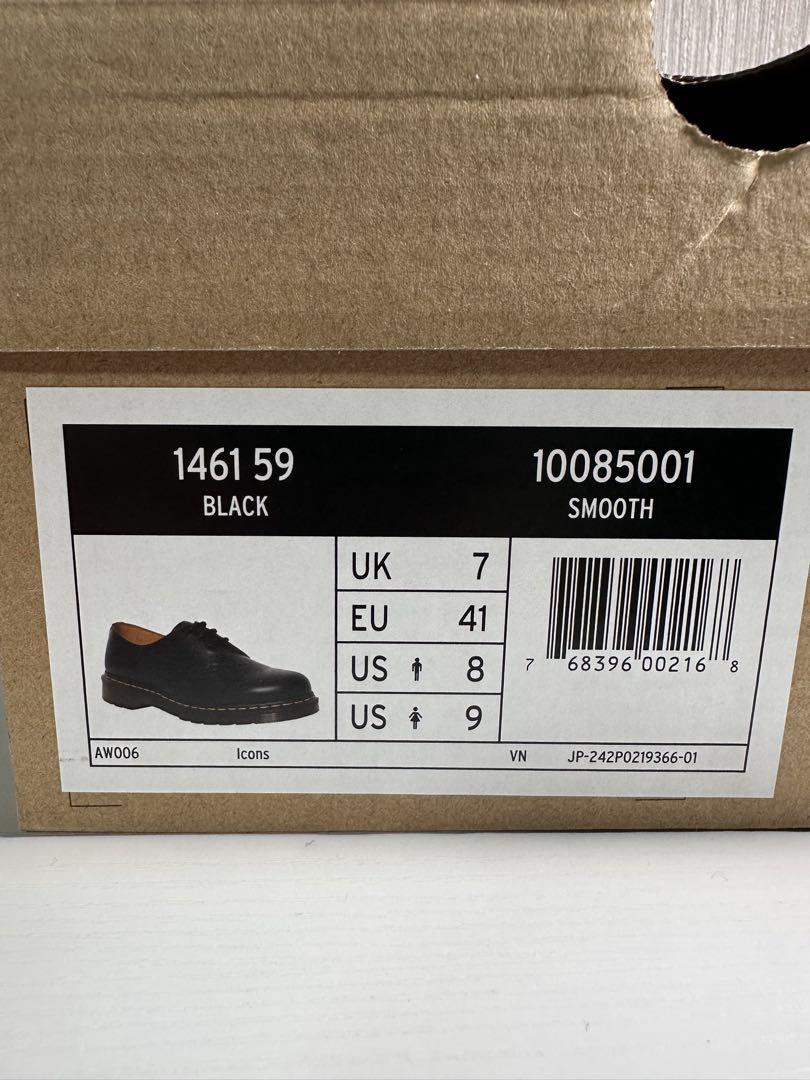 1461 59
BLACK
10085001
SMOOTH
UK 7
EU 41
US 8
US 9
7 68396 00216 8
AW006 Icons VN JP-242P0219366-01